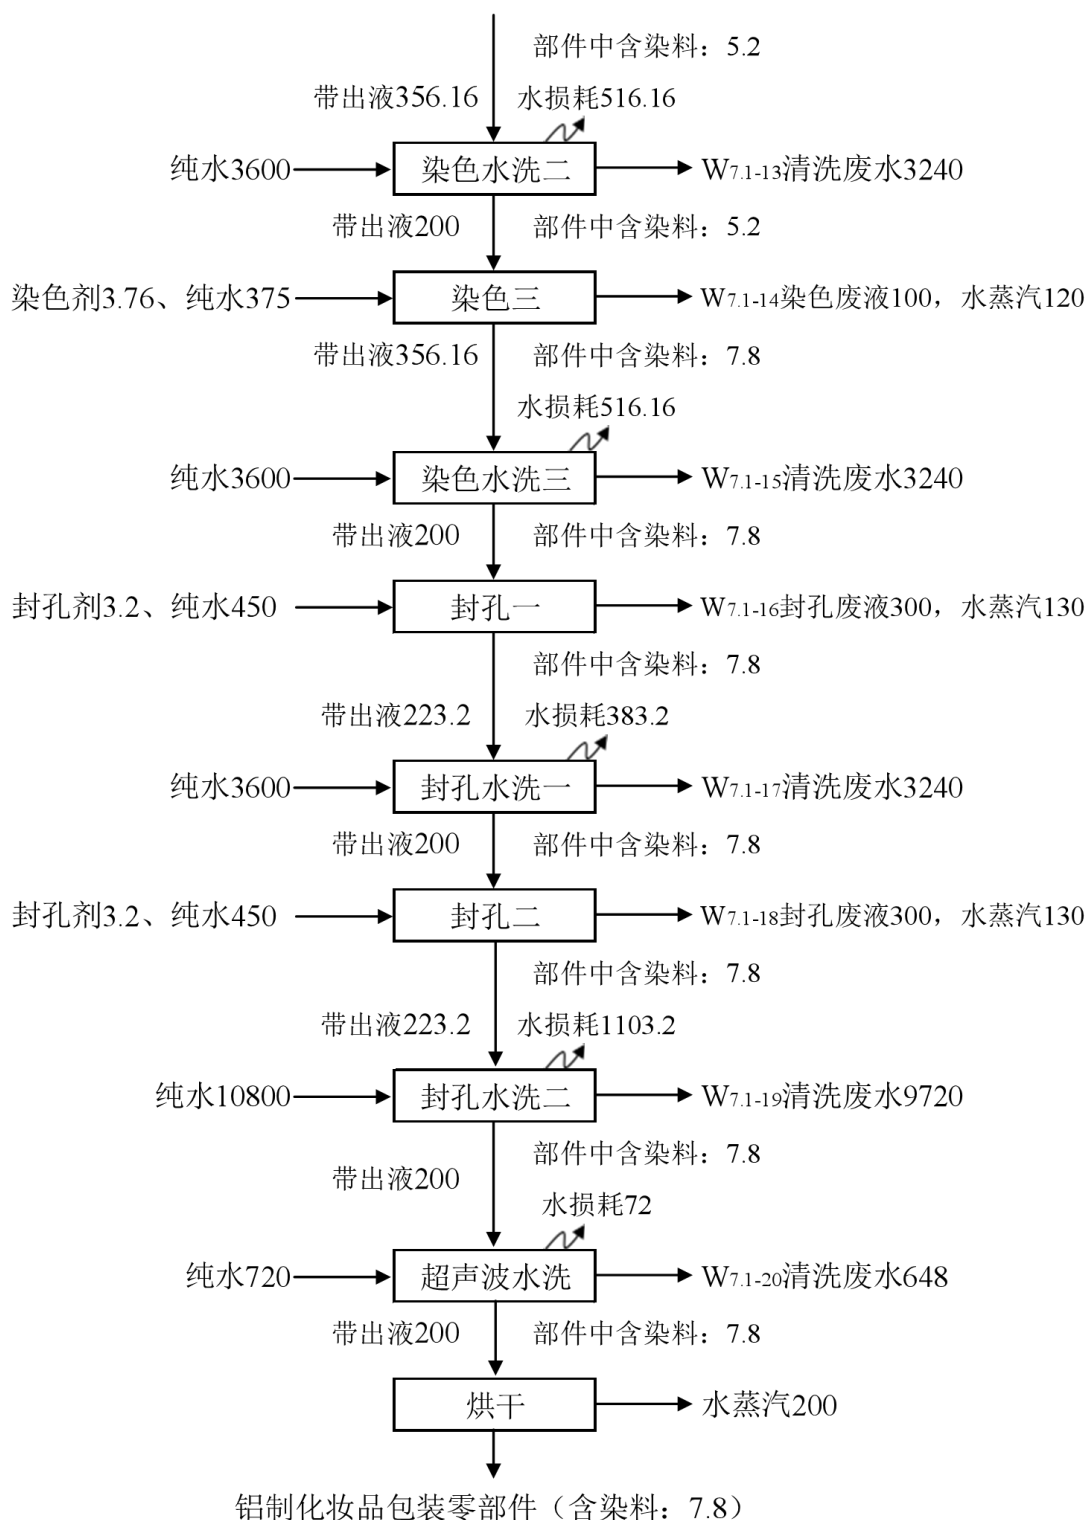 部件中含染料：5.2
带出液356.16
水损耗516.16
纯水3600
染色水洗二
W7.1-13清洗废水3240
带出液200
部件中含染料：5.2
染色剂3.76、纯水375
染色三
W7.1-14染色废液100，水蒸汽120
带出液356.16
部件中含染料：7.8
水损耗516.16
纯水3600
染色水洗三
W7.1-15清洗废水3240
带出液200
部件中含染料：7.8
封孔剂3.2、纯水450
封孔一
W7.1-16封孔废液300，水蒸汽130
部件中含染料：7.8
带出液223.2
水损耗383.2
纯水3600
封孔水洗一
W7.1-17清洗废水3240
带出液200
部件中含染料：7.8
封孔剂3.2、纯水450
封孔二
W7.1-18封孔废液300，水蒸汽130
部件中含染料：7.8
带出液223.2
水损耗1103.2
纯水10800
封孔水洗二
W7.1-19清洗废水9720
部件中含染料：7.8
带出液200
水损耗72
纯水720
超声波水洗
W7.1-20清洗废水648
带出液200
部件中含染料：7.8
烘干
水蒸汽200
铝制化妆品包装零部件（含染料：7.8）